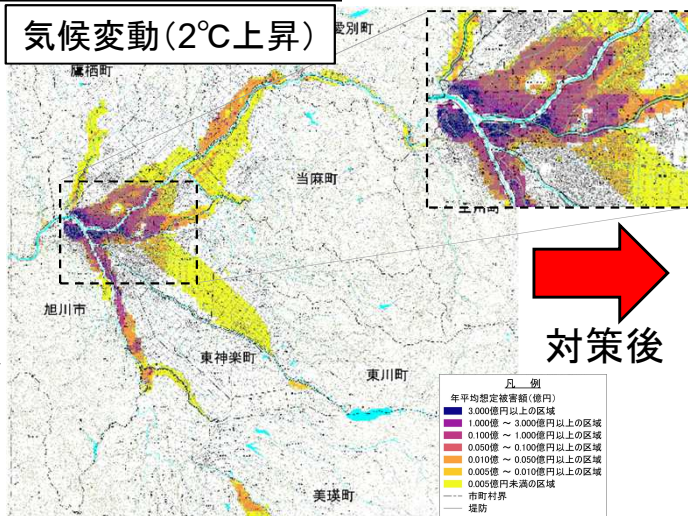 気候変動(2℃上昇)
愛別町
鷹栖町
当麻町
旭川市
東神楽町
東川町
美瑛町
対策後
凡 例
年平均想定被害額(億円)
3.000億円以上の区域
1.000億 ～ 3.000億円以上の区域
0.100億 ～ 1.000億円以上の区域
0.050億 ～ 0.100億円以上の区域
0.010億 ～ 0.050億円以上の区域
0.005億 ～ 0.010億円以上の区域
0.005億円未満の区域
市町村界
堤防